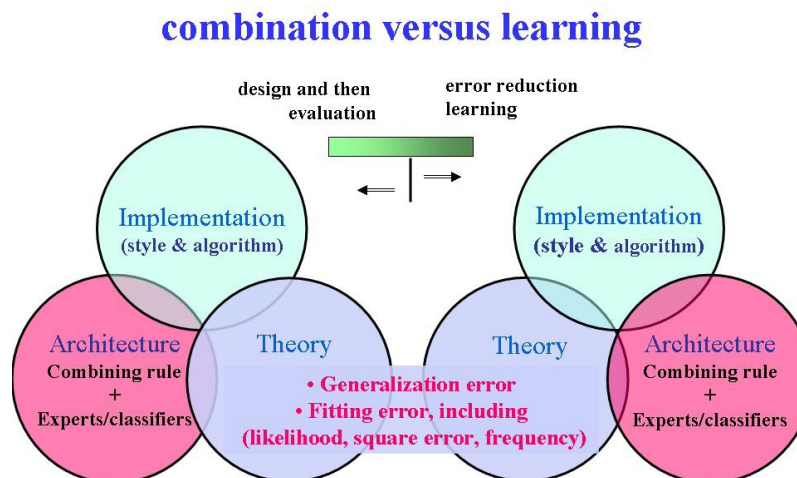 combination versus learning
design and then
evaluation
error reduction
learning
Implementation
(style & algorithm)
Architecture
Combining rule
+
Experts/classifiers
Theory
• Generalization error
• Fitting error, including
(likelihood, square error, frequency)
Implementation
(style & algorithm)
Theory
Architecture
Combining rule
+
Experts/classifiers